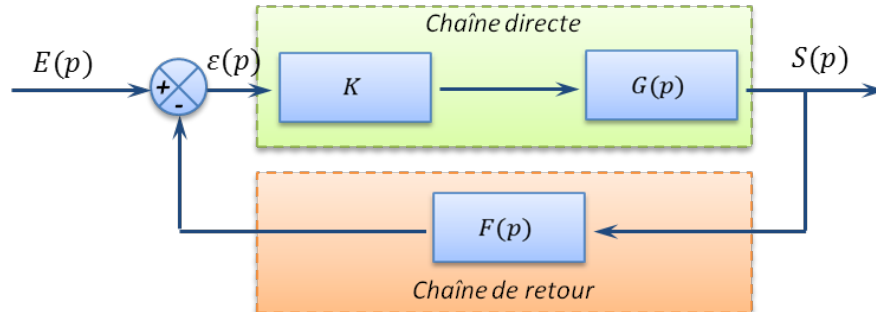 Chaîne directe
E(p)
ε(p)
S(p)
K
G(p)
+
-
F(p)
Chaîne de retour